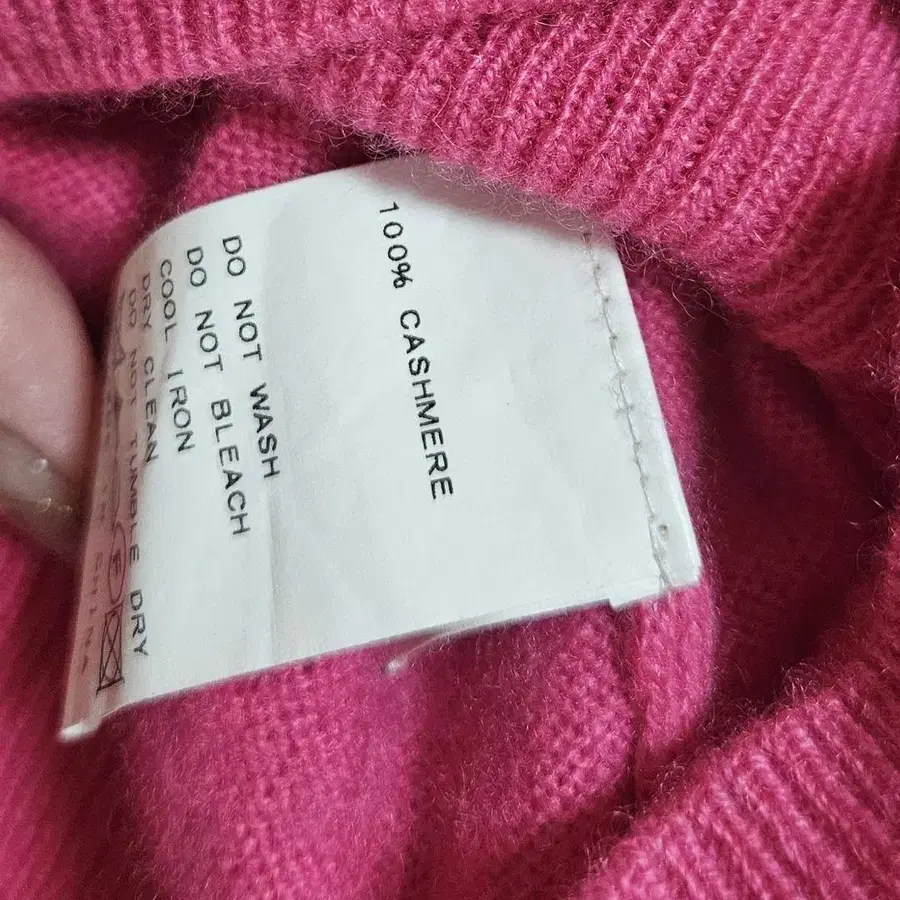 100% CASHMERE
DO NOT WASH
DO NOT BLEACH
COOL IRON
DRY CLEAN
DO NOT TUMBLE DRY